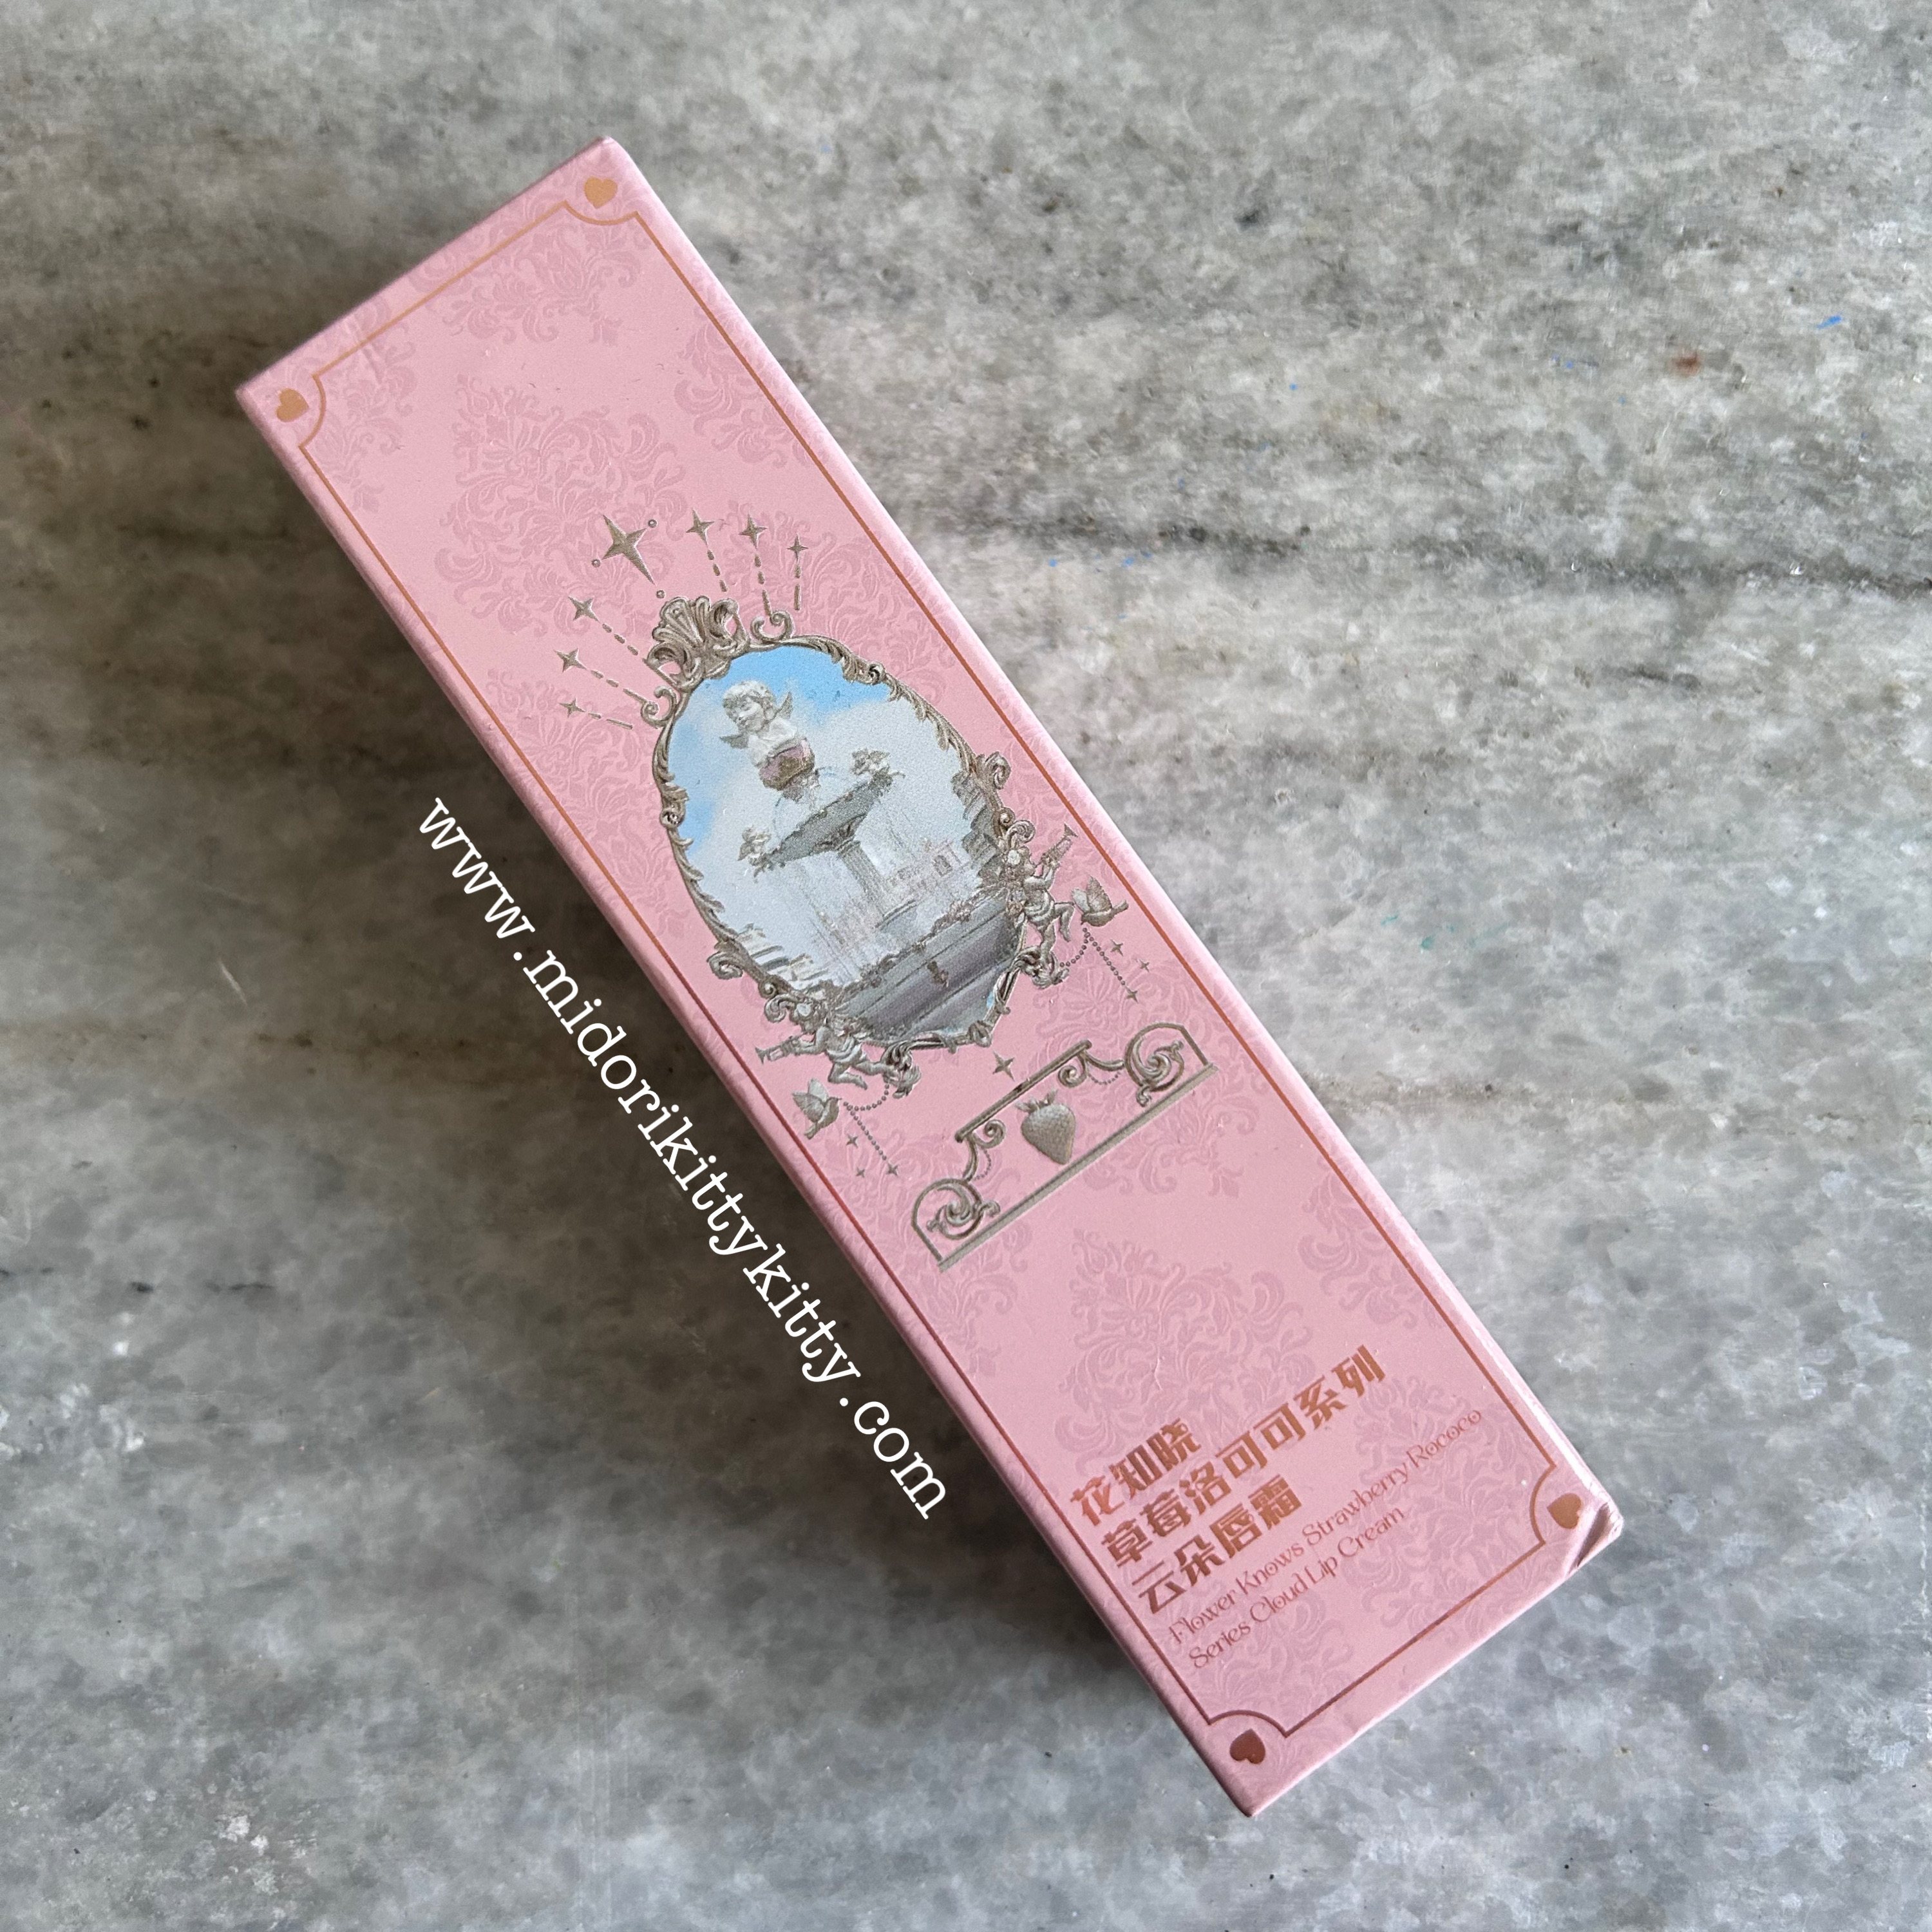 www.midorikittykitty.com
花知晓
草莓洛可可系列
云朵唇霜
Flower Knows Strawberry Rococo
Series Cloud Lip Cream